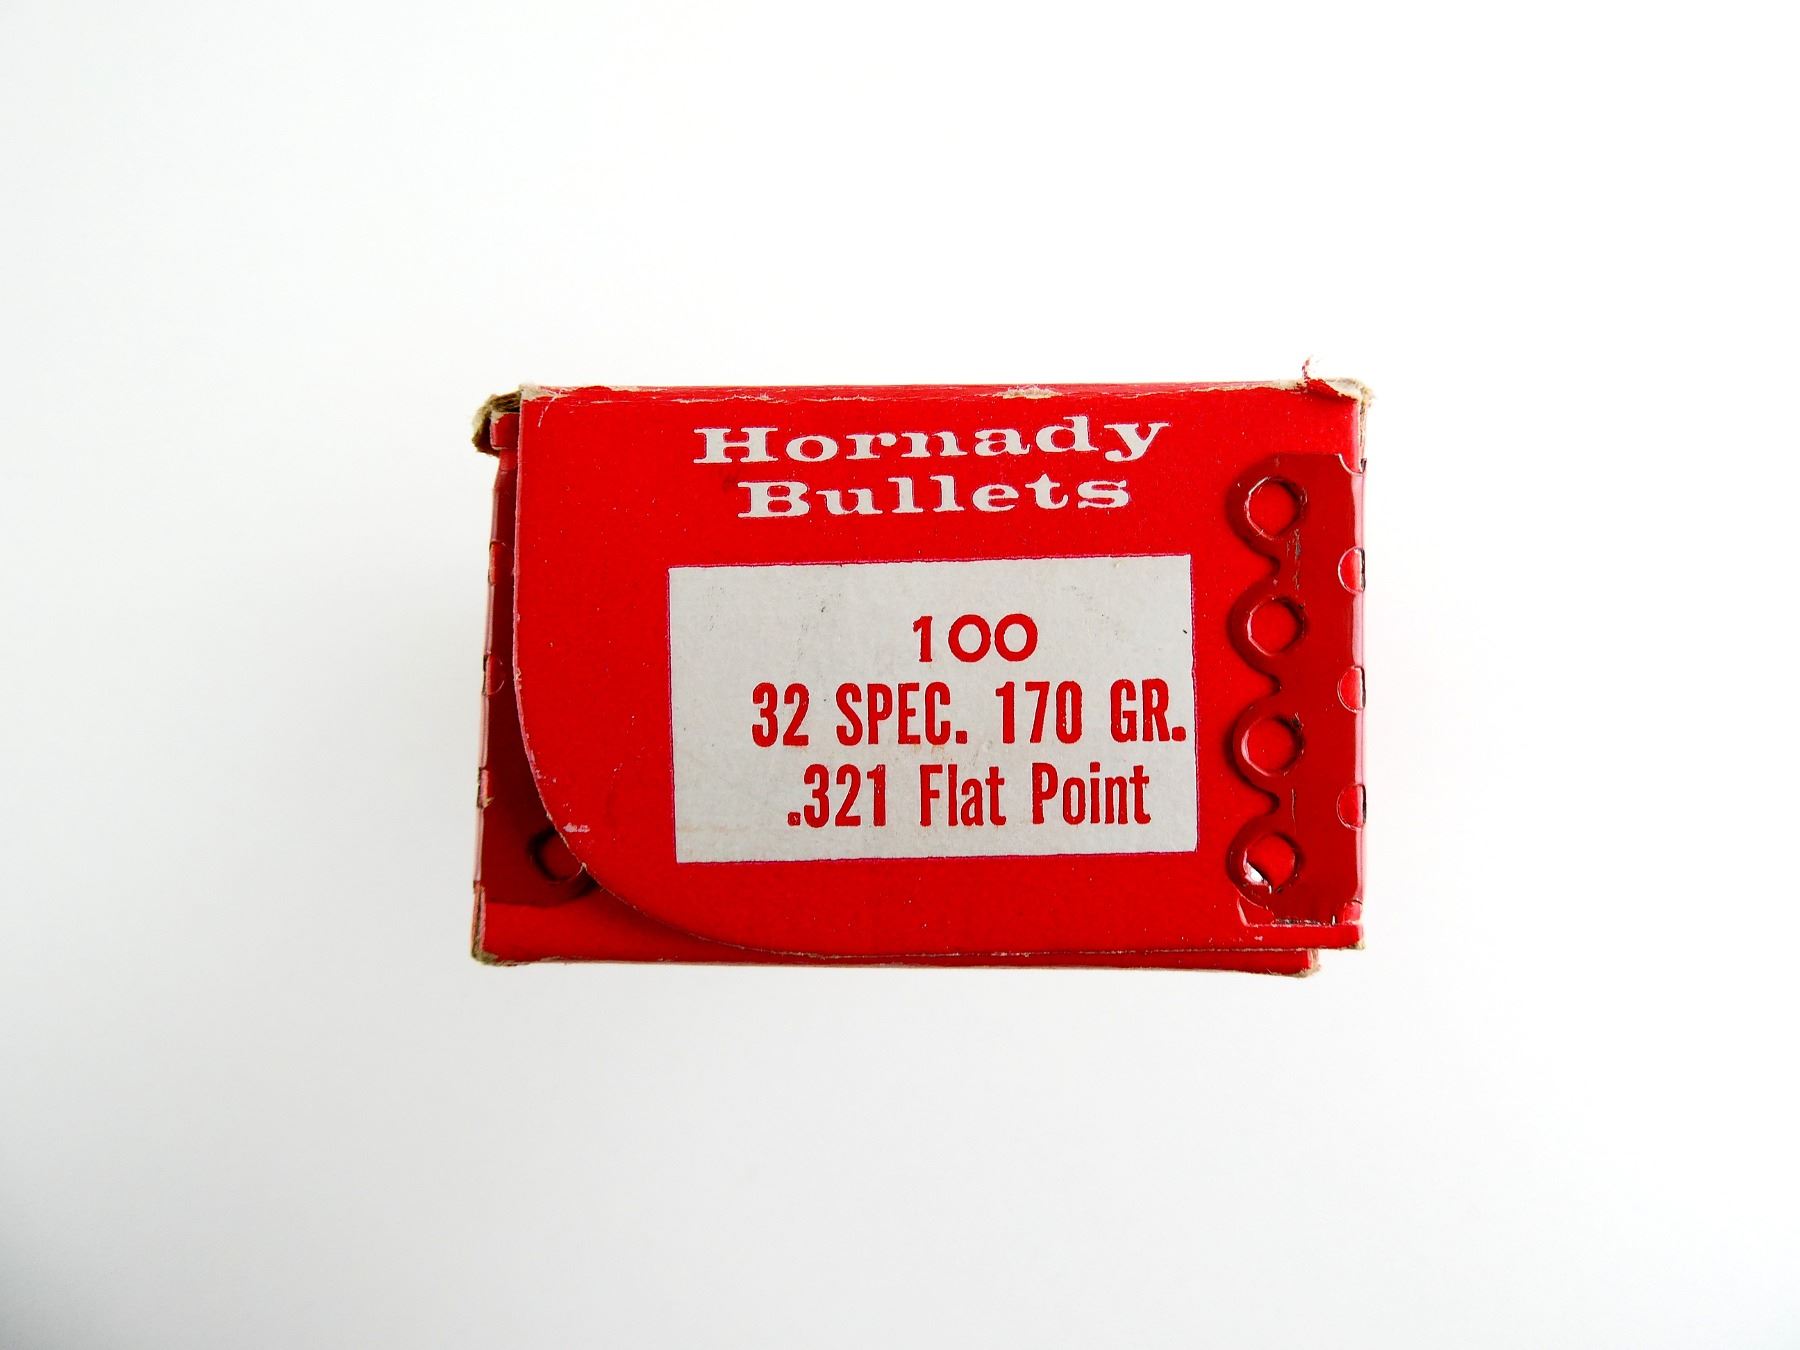 Hornady
Bullets
100
32 SPEC. 170 GR.
.321 Flat Point